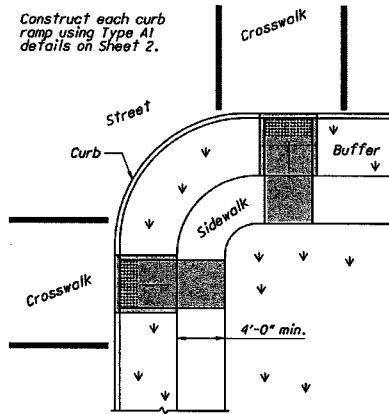 Construct each curb
ramp using Type A1
details on Sheet 2.
Crosswalk
Street
Curb
Buffer
Sidewalk
Crosswalk
4'-0" min.